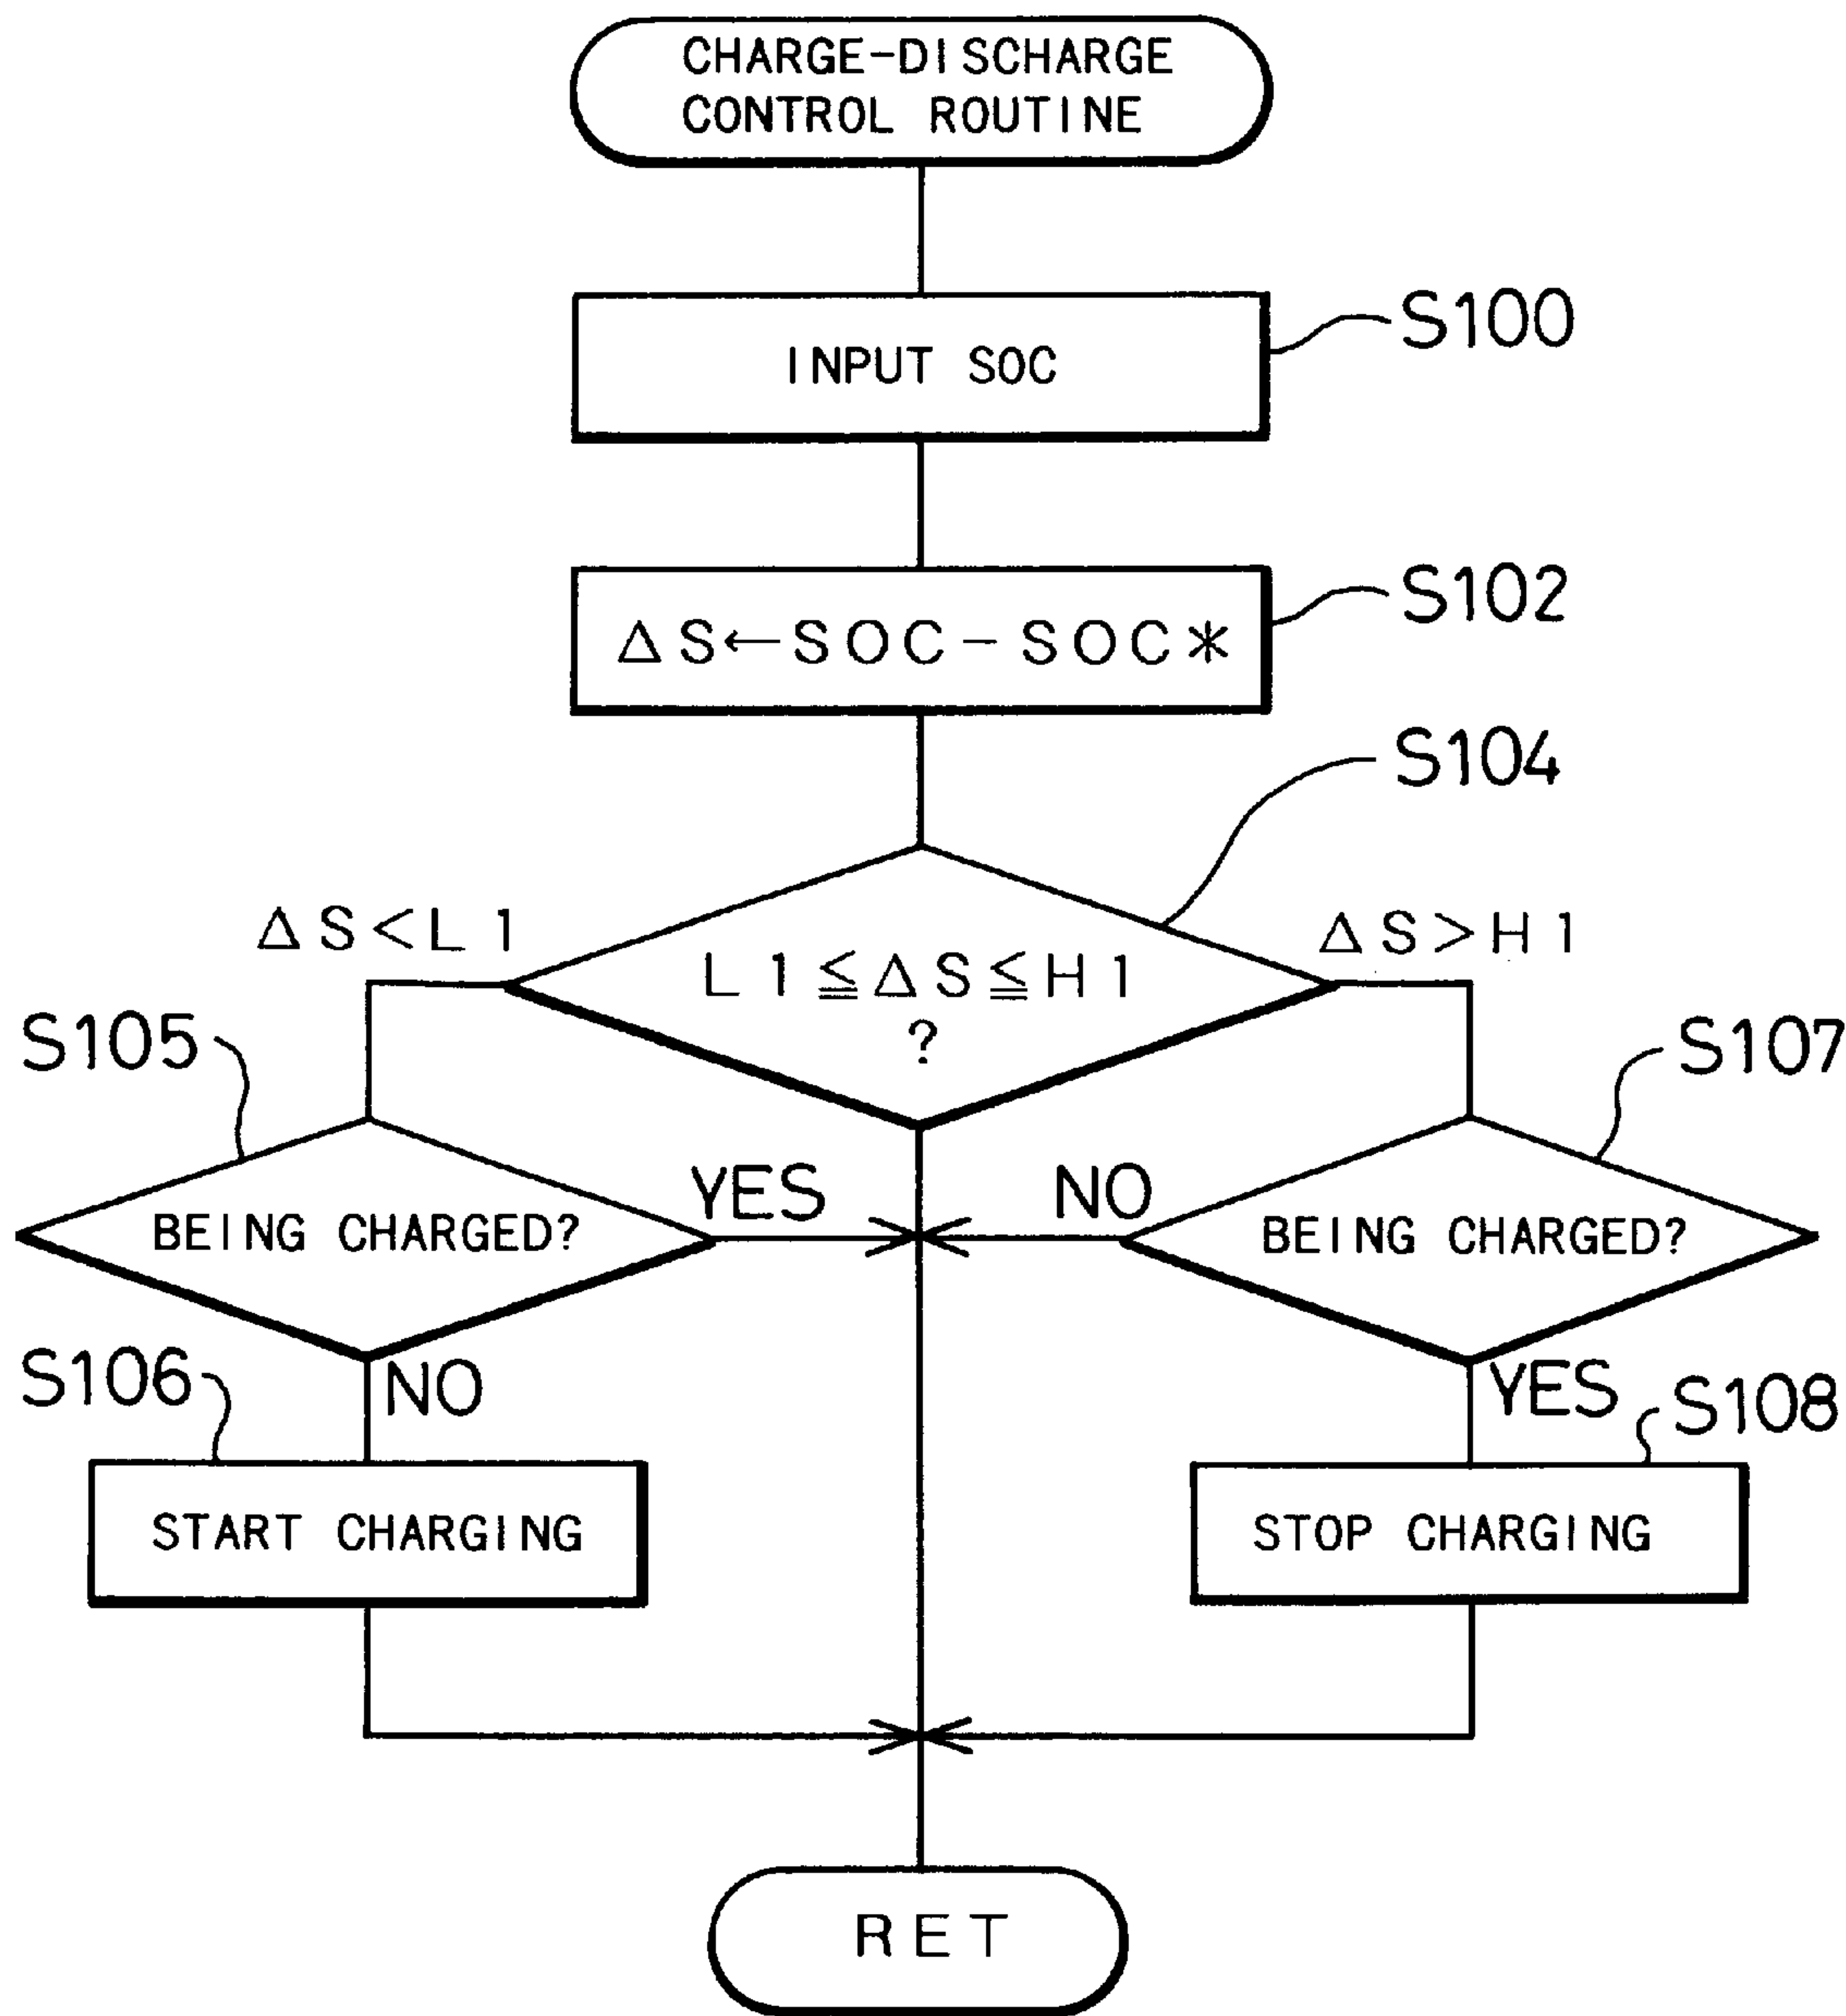 CHARGE-DISCHARGE
CONTROL ROUTINE
INPUT SOC
S100
ΔS←SOC-SOC*
S102
S104
ΔS<L1
L1≦ΔS≦H1
?
ΔS>H1
S105
S107
BEING CHARGED?
YES
NO
BEING CHARGED?
S106
NO
YES
S108
START CHARGING
STOP CHARGING
RET